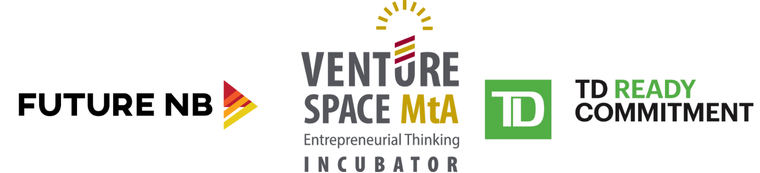 FUTURE NB
VENTURE
SPACE MtA
Entrepreneurial Thinking
INCUBATOR
TD
TD READY
COMMITMENT